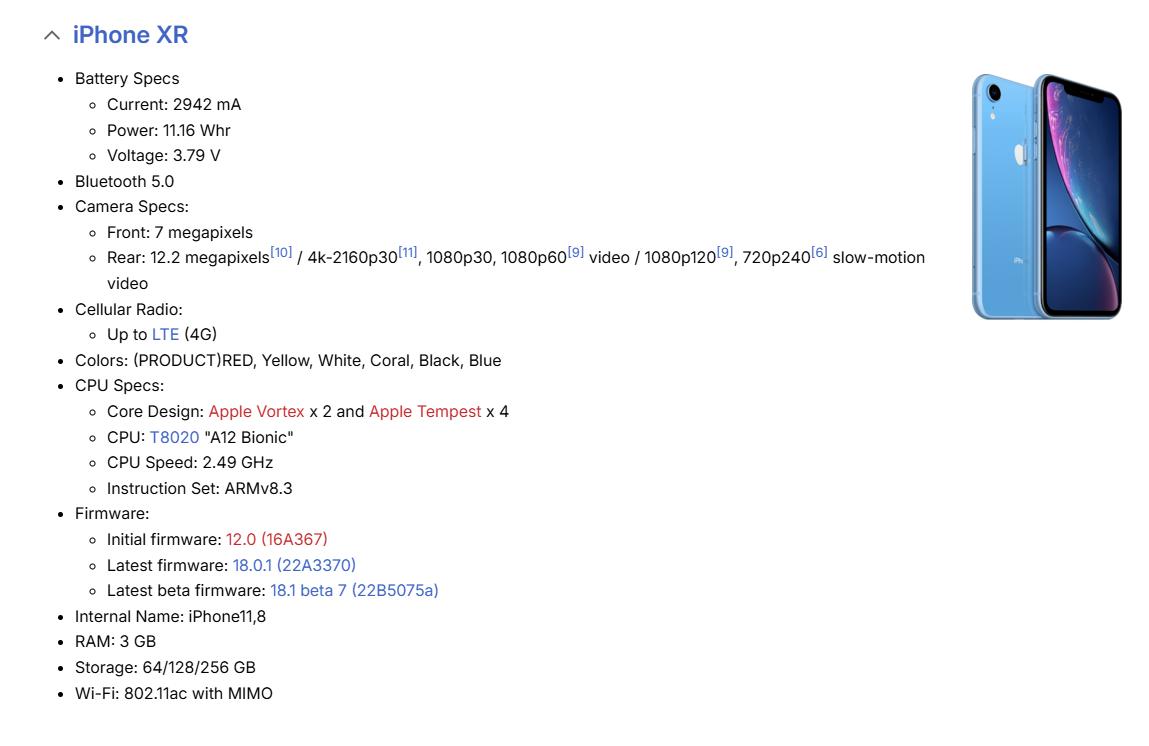 iPhone XR
Battery Specs
Current: 2942 mA
Power: 11.16 Whr
Voltage: 3.79 V
Bluetooth 5.0
Camera Specs:
Front: 7 megapixels
Rear: 12.2 megapixels[10] / 4k-2160p30[11], 1080p30, 1080p60[9] video / 1080p120[9], 720p240[6] slow-motion
video
Cellular Radio:
Up to LTE (4G)
Colors: (PRODUCT)RED, Yellow, White, Coral, Black, Blue
CPU Specs:
Core Design: Apple Vortex x 2 and Apple Tempest x 4
CPU: T8020 "A12 Bionic"
CPU Speed: 2.49 GHz
Instruction Set: ARMv8.3
Firmware:
Initial firmware: 12.0 (16A367)
Latest firmware: 18.0.1 (22A3370)
Latest beta firmware: 18.1 beta 7 (22B5075a)
Internal Name: iPhone11,8
RAM: 3 GB
Storage: 64/128/256 GB
Wi-Fi: 802.11ac with MIMO
iPh